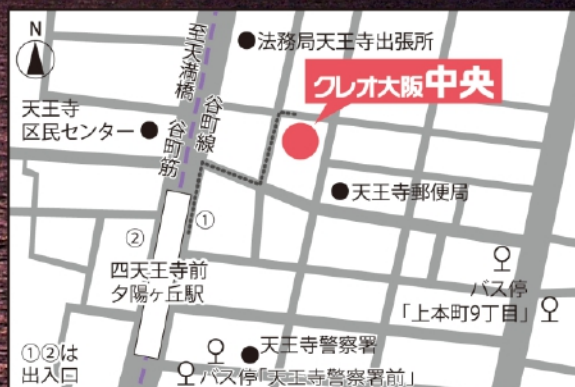 N
至天満橋
谷町線
谷町筋
法務局天王寺出張所
クレオ大阪中央
天王寺
区民センター
天王寺郵便局
①
②
四天王寺前
夕陽ヶ丘駅
バス停
「上本町9丁目」
①②は
出入口
天王寺警察署
バス停「天王寺警察署前」